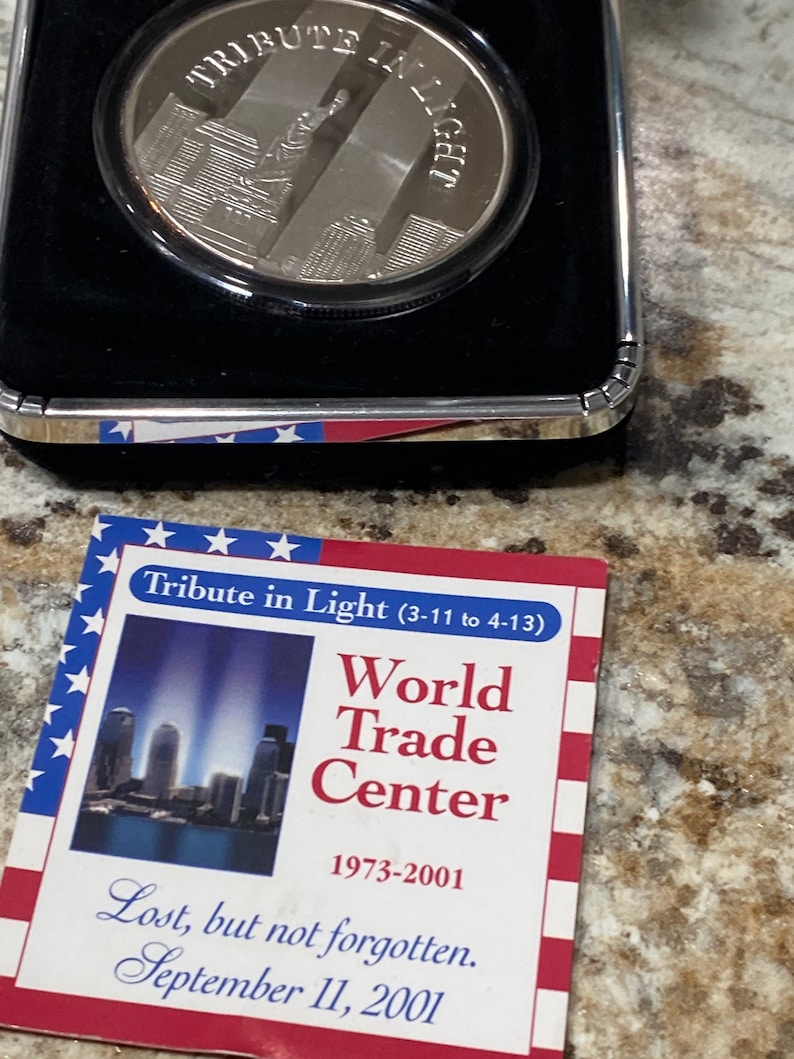 TRIBUTE IN LIGHT
Tribute in Light (3-11 to 4-13)
World
Trade
Center
1973-2001
Lost, but not forgotten.
September 11, 2001